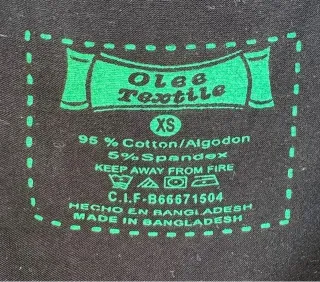 Olee
Textile
XS
95 % Cotton/Algodon
5% Spandex
KEEP AWAY FROM FIRE
C.I.F-B66671504
HECHO EN BANGLADESH
MADE IN BANGLADESH